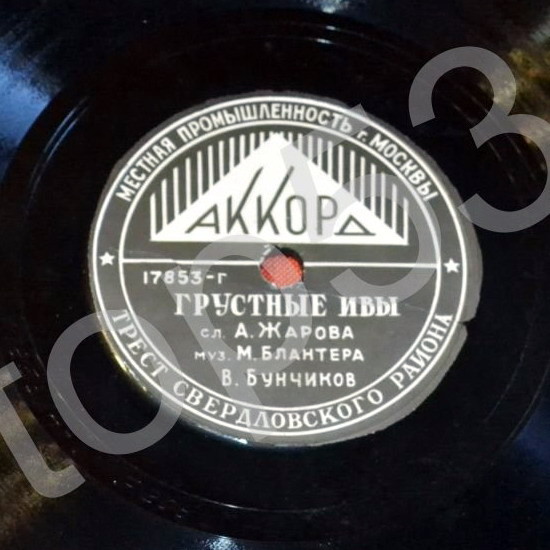 МЕСТНАЯ ПРОМЫШЛЕННОСТЬ г. МОСКВЫ
АККОРД
17853-г
ГРУСТНЫЕ ИВЫ
сл. А. ЖАРОВА
муз. М. БЛАНТЕРА
В. БУНЧИКОВ
ТРЕСТ СВЕРДЛОВСКОГО РАЙОНА